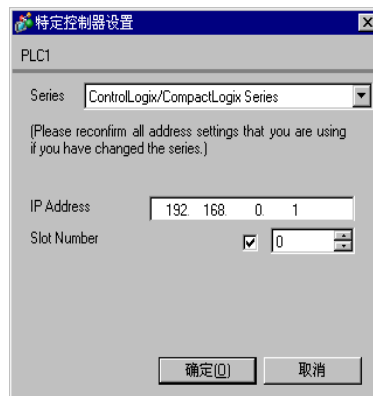 特定控制器设置
PLC1
Series ControlLogix/CompactLogix Series
(Please reconfirm all address settings that you are using
if you have changed the series.)
IP Address 192. 168. 0. 1
Slot Number 0
确定(O) 取消